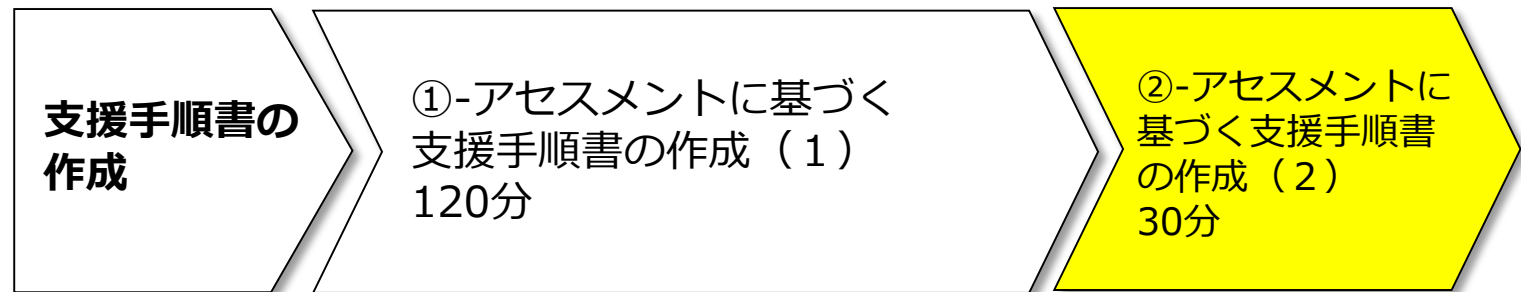 支援手順書の
作成
①-アセスメントに基づく
支援手順書の作成（１）
120分
②-アセスメントに
基づく支援手順書
の作成（２）
30分